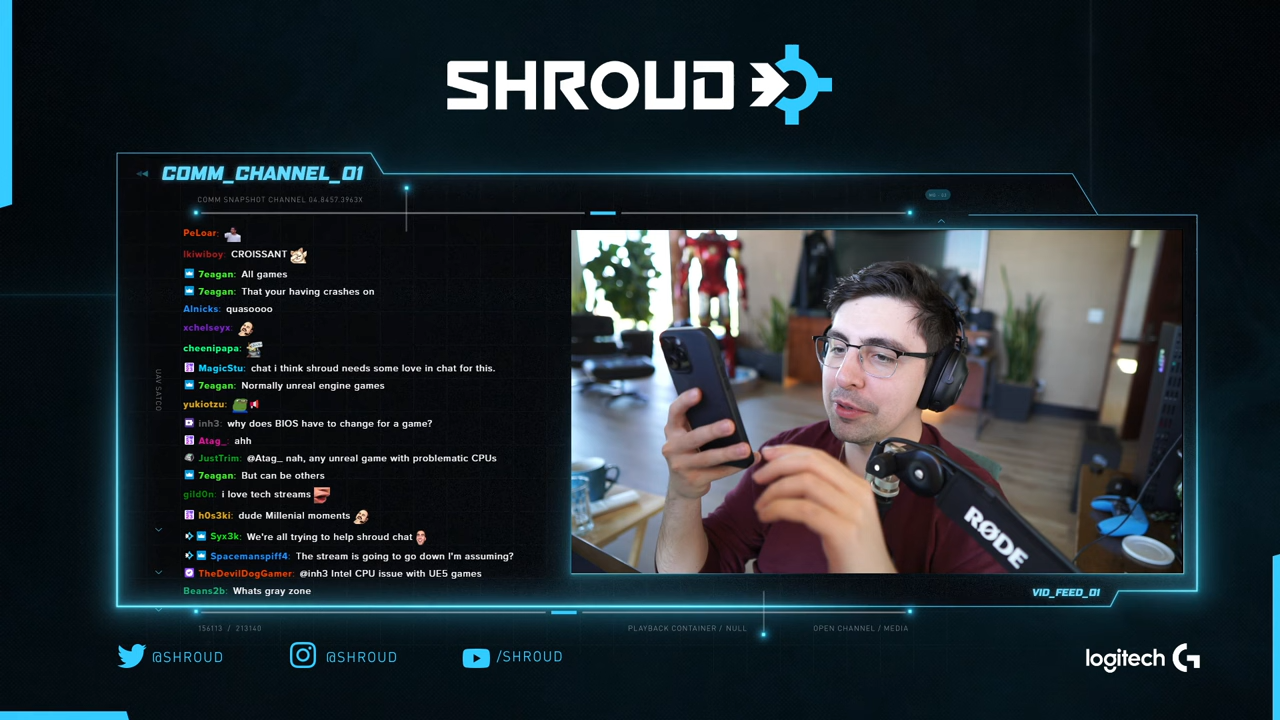 SHROUD
COMM_CHANNEL_01
COMM SNAPSHOT CHANNEL 04.8457.3963X
PeLoar:
lkiwiboy: CROISSANT
7eagan: All games
7eagan: That your having crashes on
Alnicks: quasoooo
xchelseyx:
cheenipapa:
MagicStu: chat i think shroud needs some love in chat for this.
7eagan: Normally unreal engine games
yukiotzu:
inh3: why does BIOS have to change for a game?
Atag_: ahh
JustTrim: @Atag_ nah, any unreal game with problematic CPUs
7eagan: But can be others
gild0n: i love tech streams
h0s3ki: dude Millenial moments
Syx3k: We're all trying to help shroud chat
Spacemanspiff4: The stream is going to go down I'm assuming?
TheDevilDogGamer: @inh3 Intel CPU issue with UE5 games
Beans2b: Whats gray zone
UAV SATCO
RØDE
VID_FEED_01
156113 / 213140
PLAYBACK CONTAINER / NULL
OPEN CHANNEL / MEDIA
@SHROUD
@SHROUD
/SHROUD
logitech G